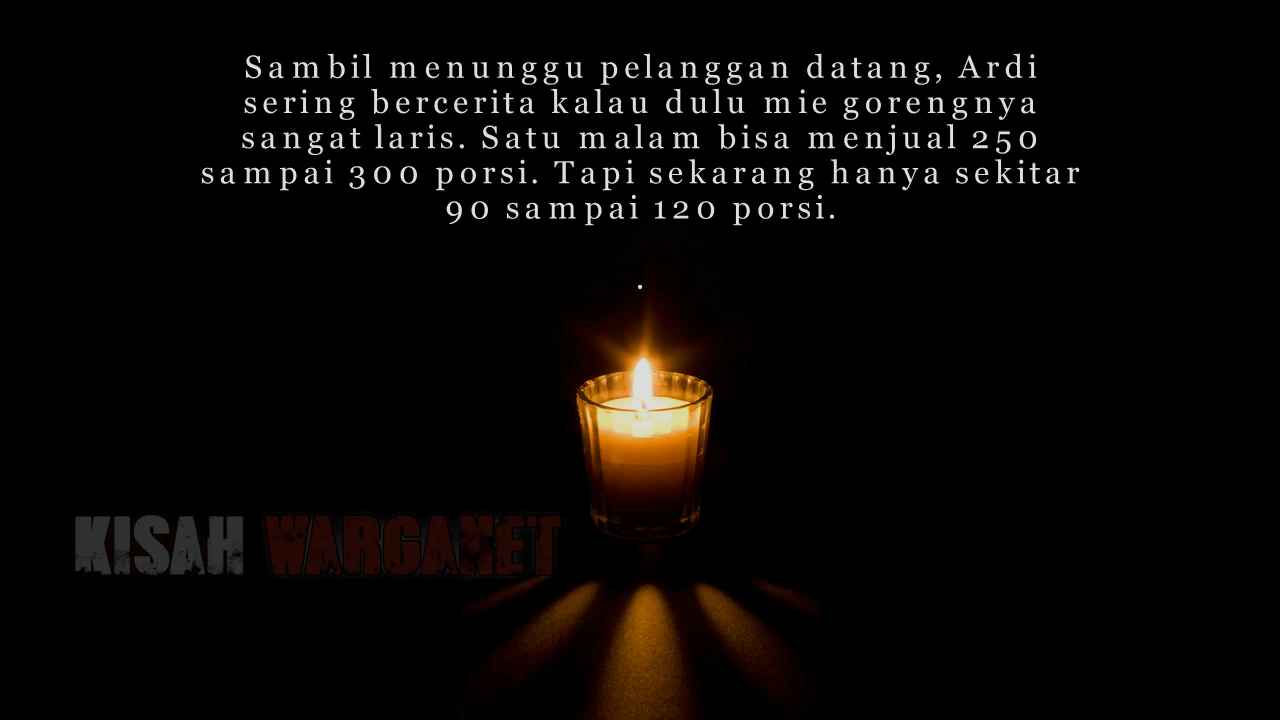 Sambil menunggu pelanggan datang, Ardi
sering bercerita kalau dulu mie gorengnya
sangat laris. Satu malam bisa menjual 250
sampai 300 porsi. Tapi sekarang hanya sekitar
90 sampai 120 porsi.
.
KISAH WARGANET